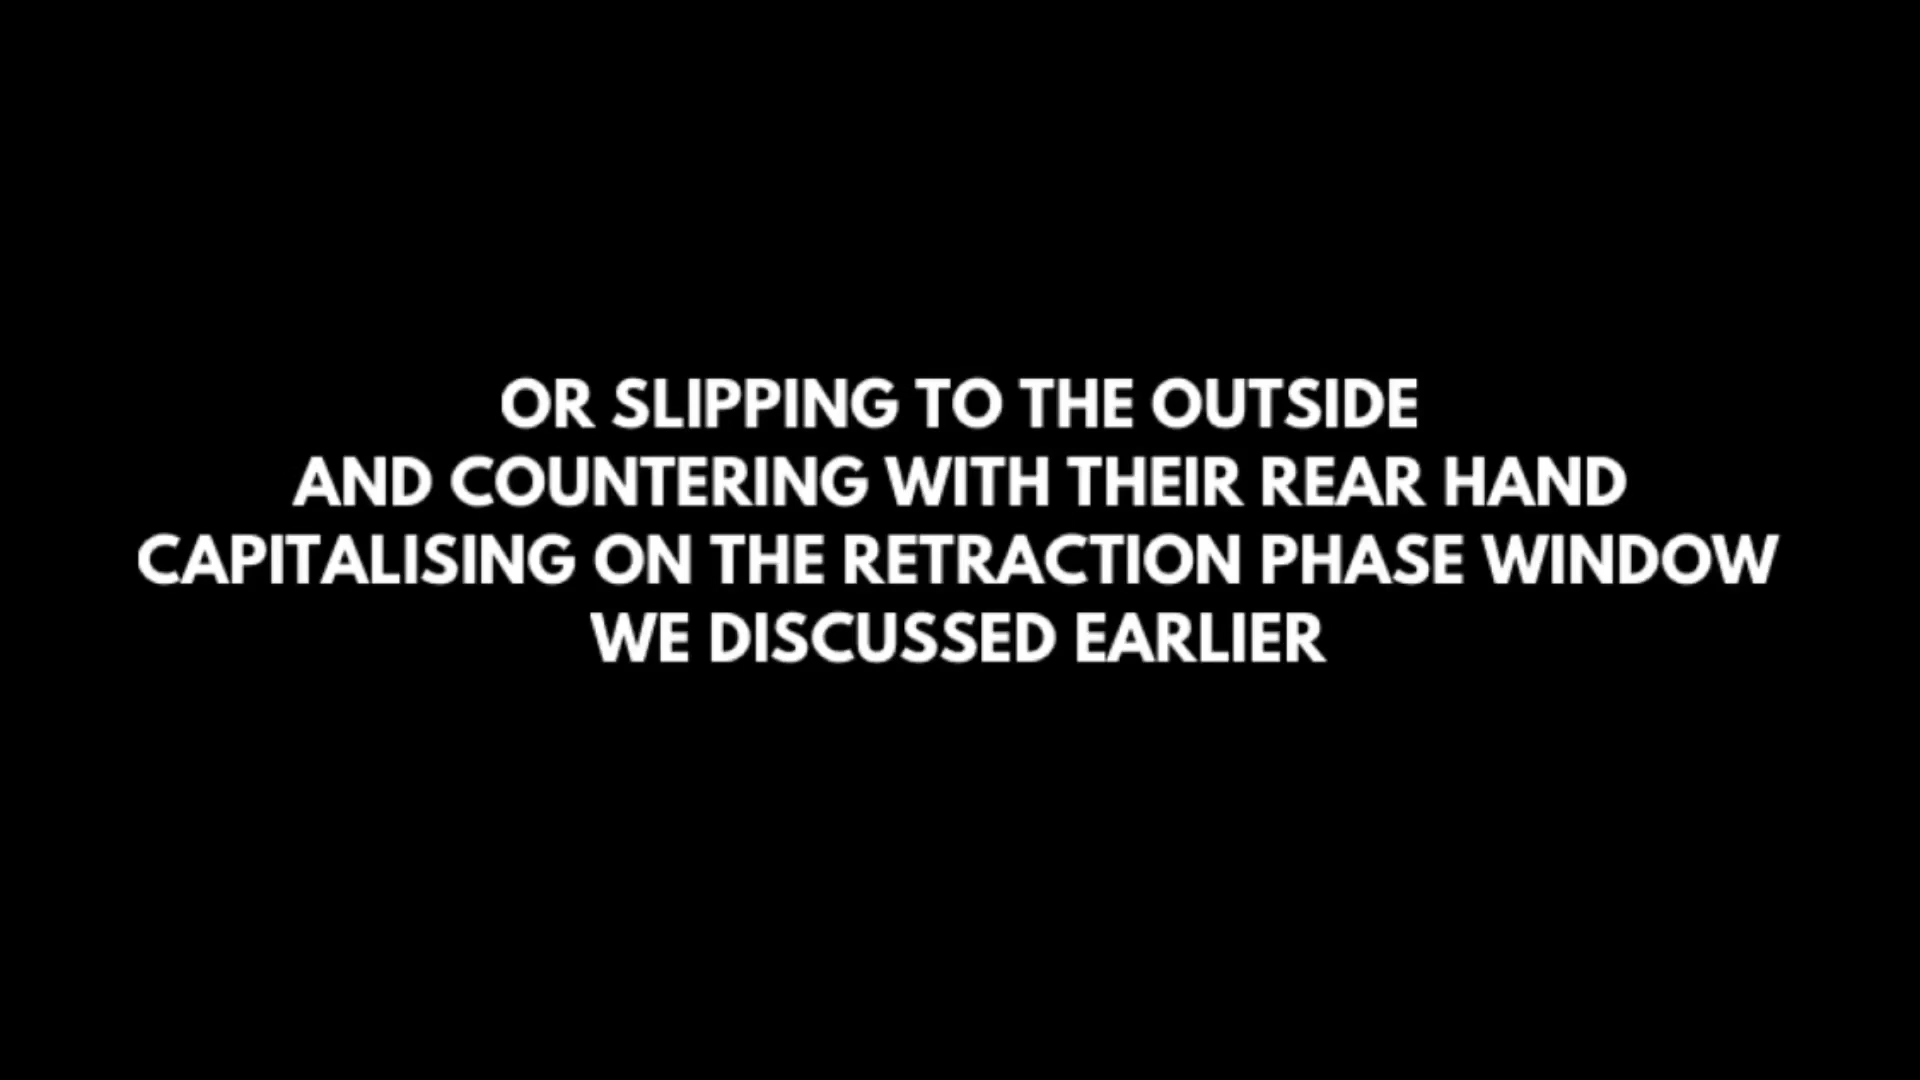 OR SLIPPING TO THE OUTSIDE
AND COUNTERING WITH THEIR REAR HAND
CAPITALISING ON THE RETRACTION PHASE WINDOW
WE DISCUSSED EARLIER